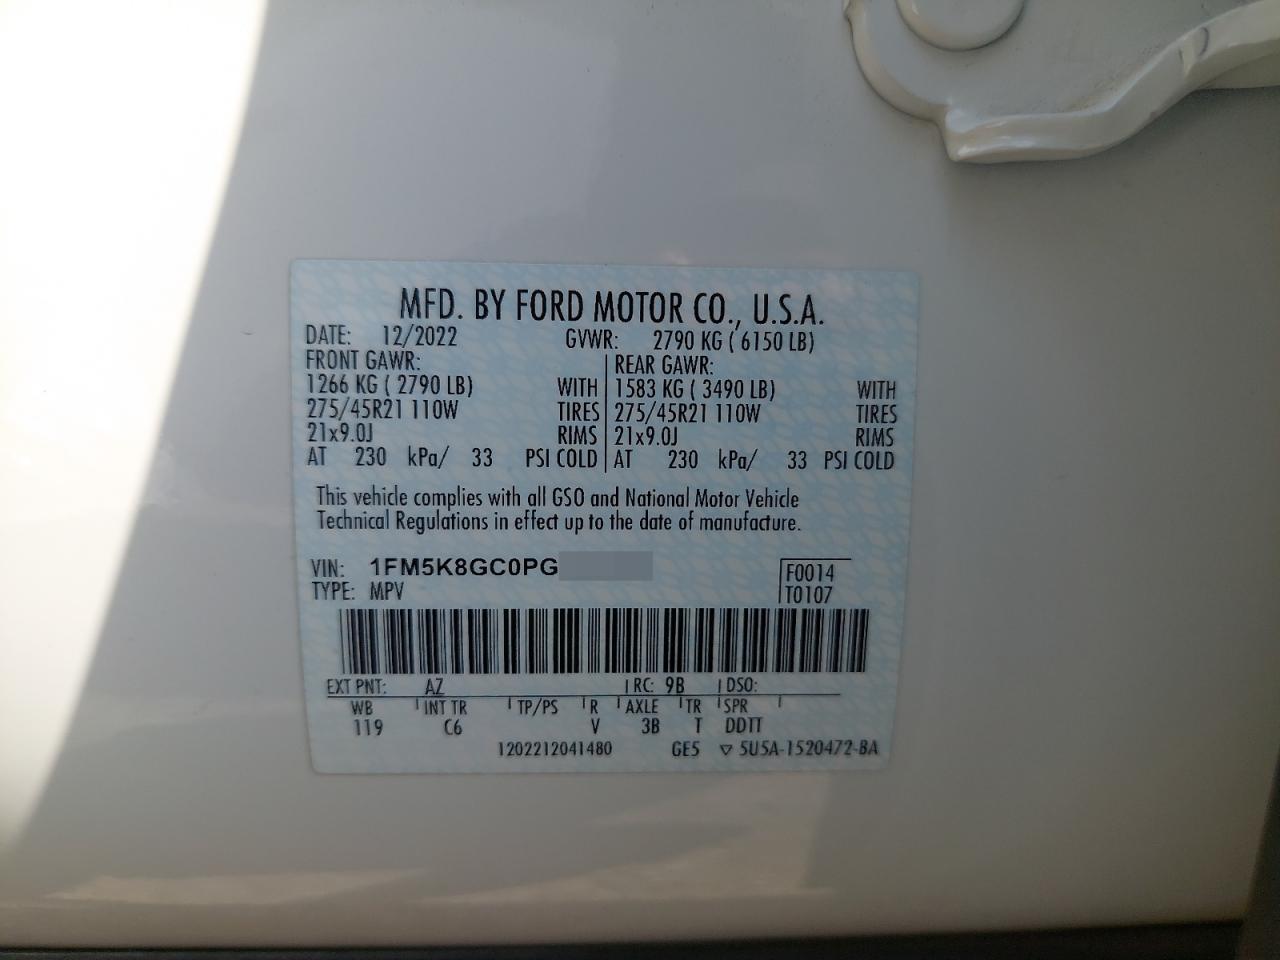 MFD. BY FORD MOTOR CO., U.S.A.
DATE: 12/2022 GVWR: 2790 KG ( 6150 LB)
FRONT GAWR: REAR GAWR:
1266 KG ( 2790 LB) WITH 1583 KG ( 3490 LB) WITH
275/45R21 110W TIRES 275/45R21 110W TIRES
21x9.0J RIMS 21x9.0J RIMS
AT 230 kPa/ 33 PSI COLD AT 230 kPa/ 33 PSI COLD
This vehicle complies with all GSO and National Motor Vehicle
Technical Regulations in effect up to the date of manufacture.
VIN: 1FM5K8GC0PG F0014
TYPE: MPV T0107
EXT PNT: AZ RC: 9B DSO:
WB INT TR TP/PS R AXLE TR SPR
119 C6 V 3B T DDTT
1202212041480 GE5 ▽ 5U5A-1520472-BA